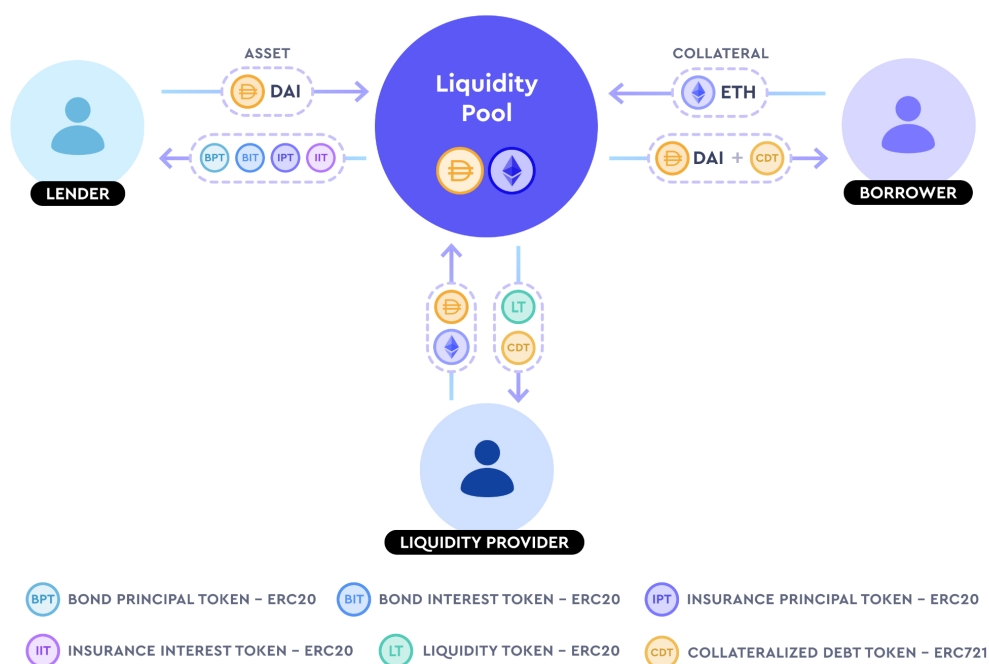 ASSET
COLLATERAL
Liquidity
Pool
DAI
ETH
BPT BIT IPT IIT
DAI + CDT
LENDER
BORROWER
LT
CDT
LIQUIDITY PROVIDER
BPT BOND PRINCIPAL TOKEN – ERC20
BIT BOND INTEREST TOKEN – ERC20
IPT INSURANCE PRINCIPAL TOKEN – ERC20
IIT INSURANCE INTEREST TOKEN – ERC20
LT LIQUIDITY TOKEN – ERC20
CDT COLLATERALIZED DEBT TOKEN – ERC721